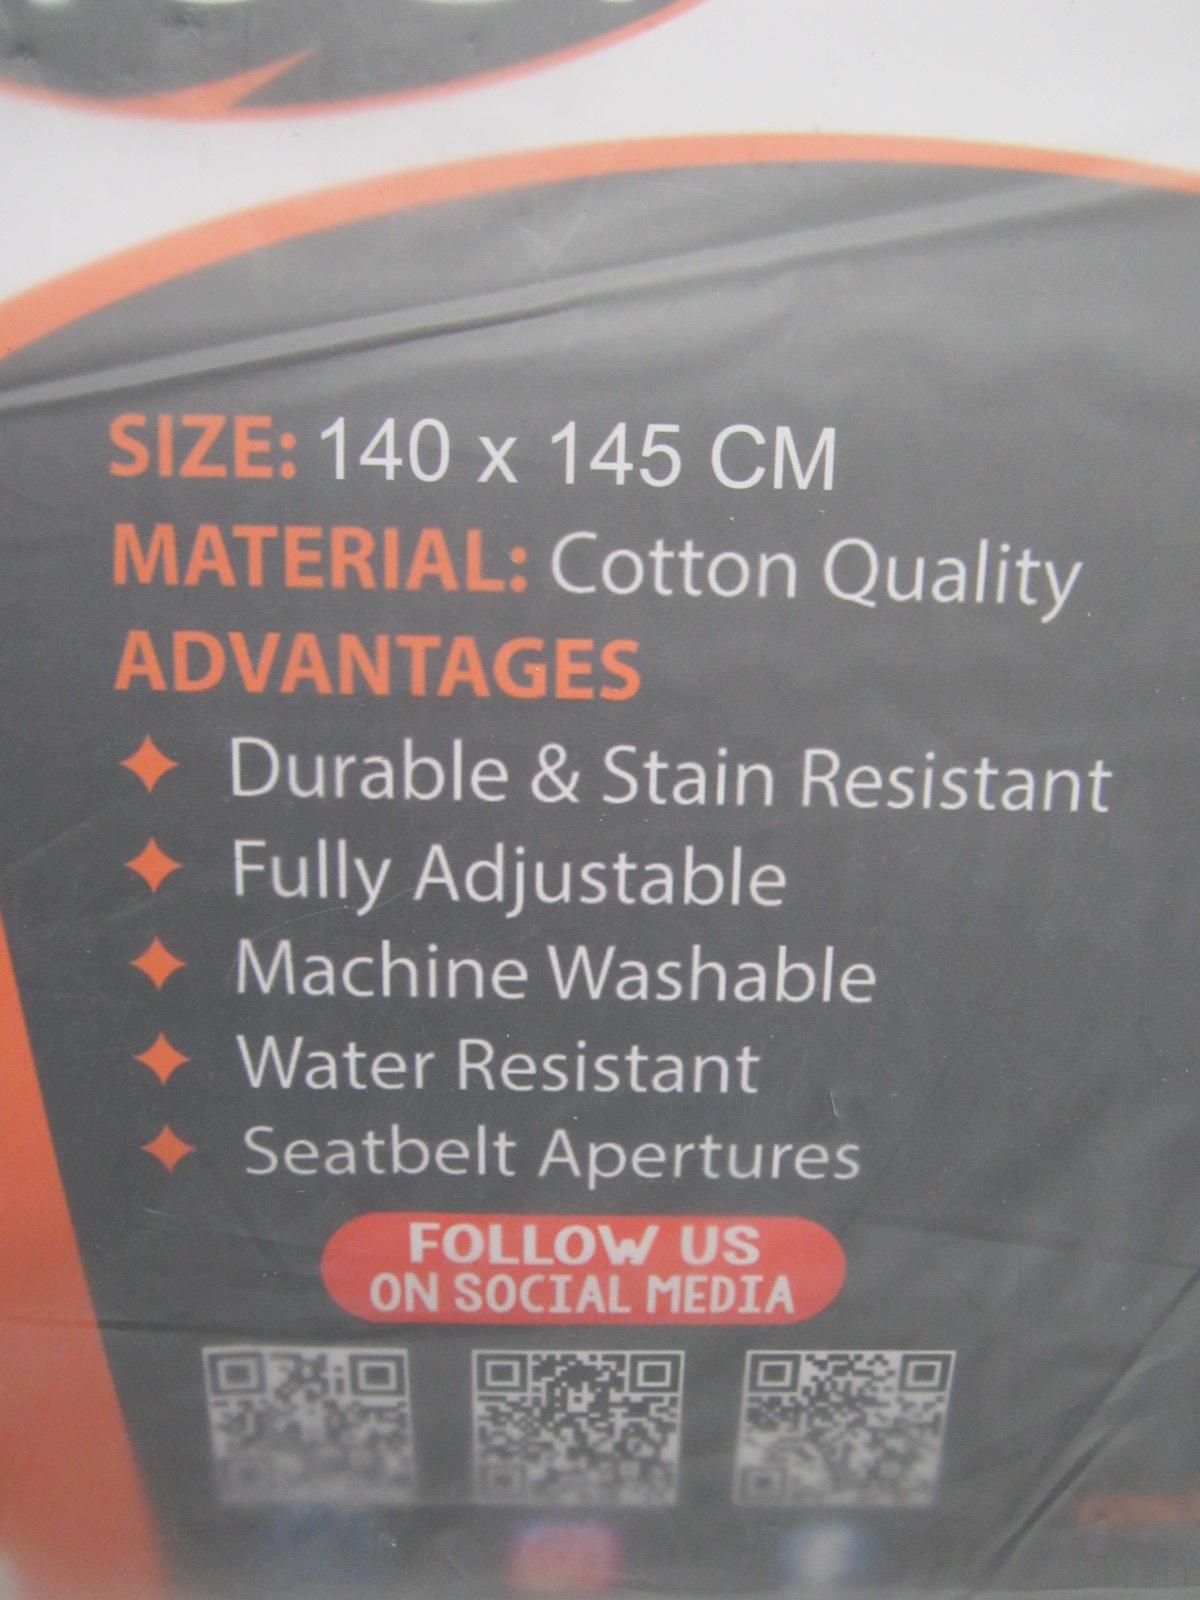 SIZE: 140 x 145 CM
MATERIAL: Cotton Quality
ADVANTAGES
Durable & Stain Resistant
Fully Adjustable
Machine Washable
Water Resistant
Seatbelt Apertures
FOLLOW US
ON SOCIAL MEDIA